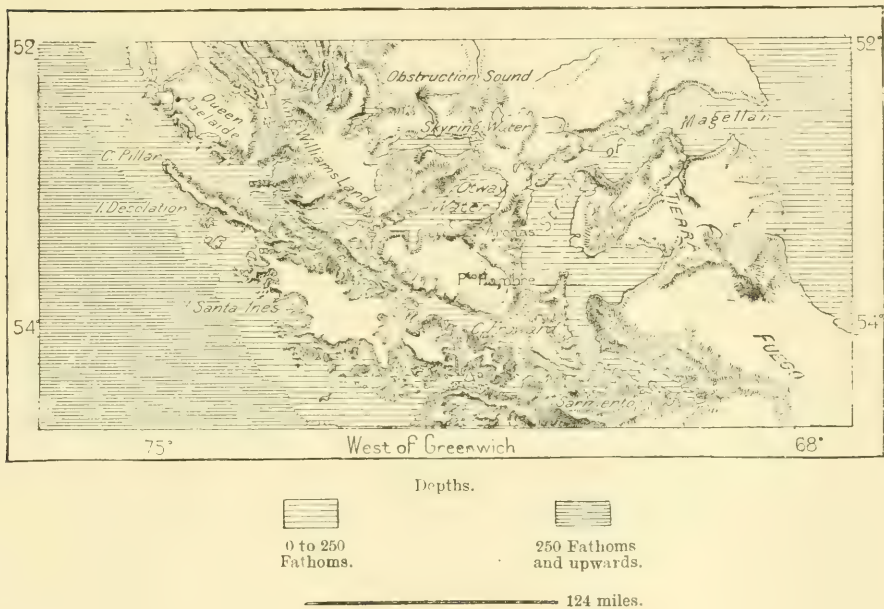 52°
52°
Obstruction Sound
Queen
Adelaide
King
Williams Land
Skyring Water
Magellan
of
C. Pillar
Otway
Water
I. Desolation
TIERRA
Arenas
Santa Ines
54°
54°
FUEGO
Sarmiento
75°
West of Greenwich
68°
Depths.
0 to 250
Fathoms.
250 Fathoms
and upwards.
124 miles.